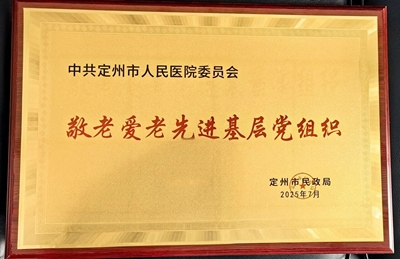 中共定州市人民医院委员会
敬老爱老先进基层党组织
定州市民政局
2025年7月